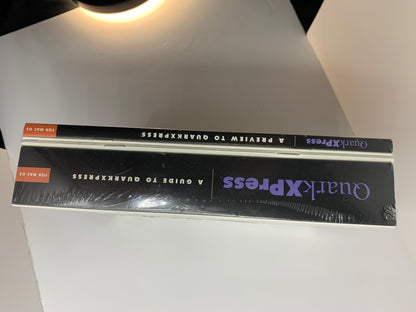 QuarkXPress | A GUIDE TO QUARKXPRESS
FOR MAC OS
QuarkXPress | A PREVIEW TO QUARKXPRESS
FOR MAC OS